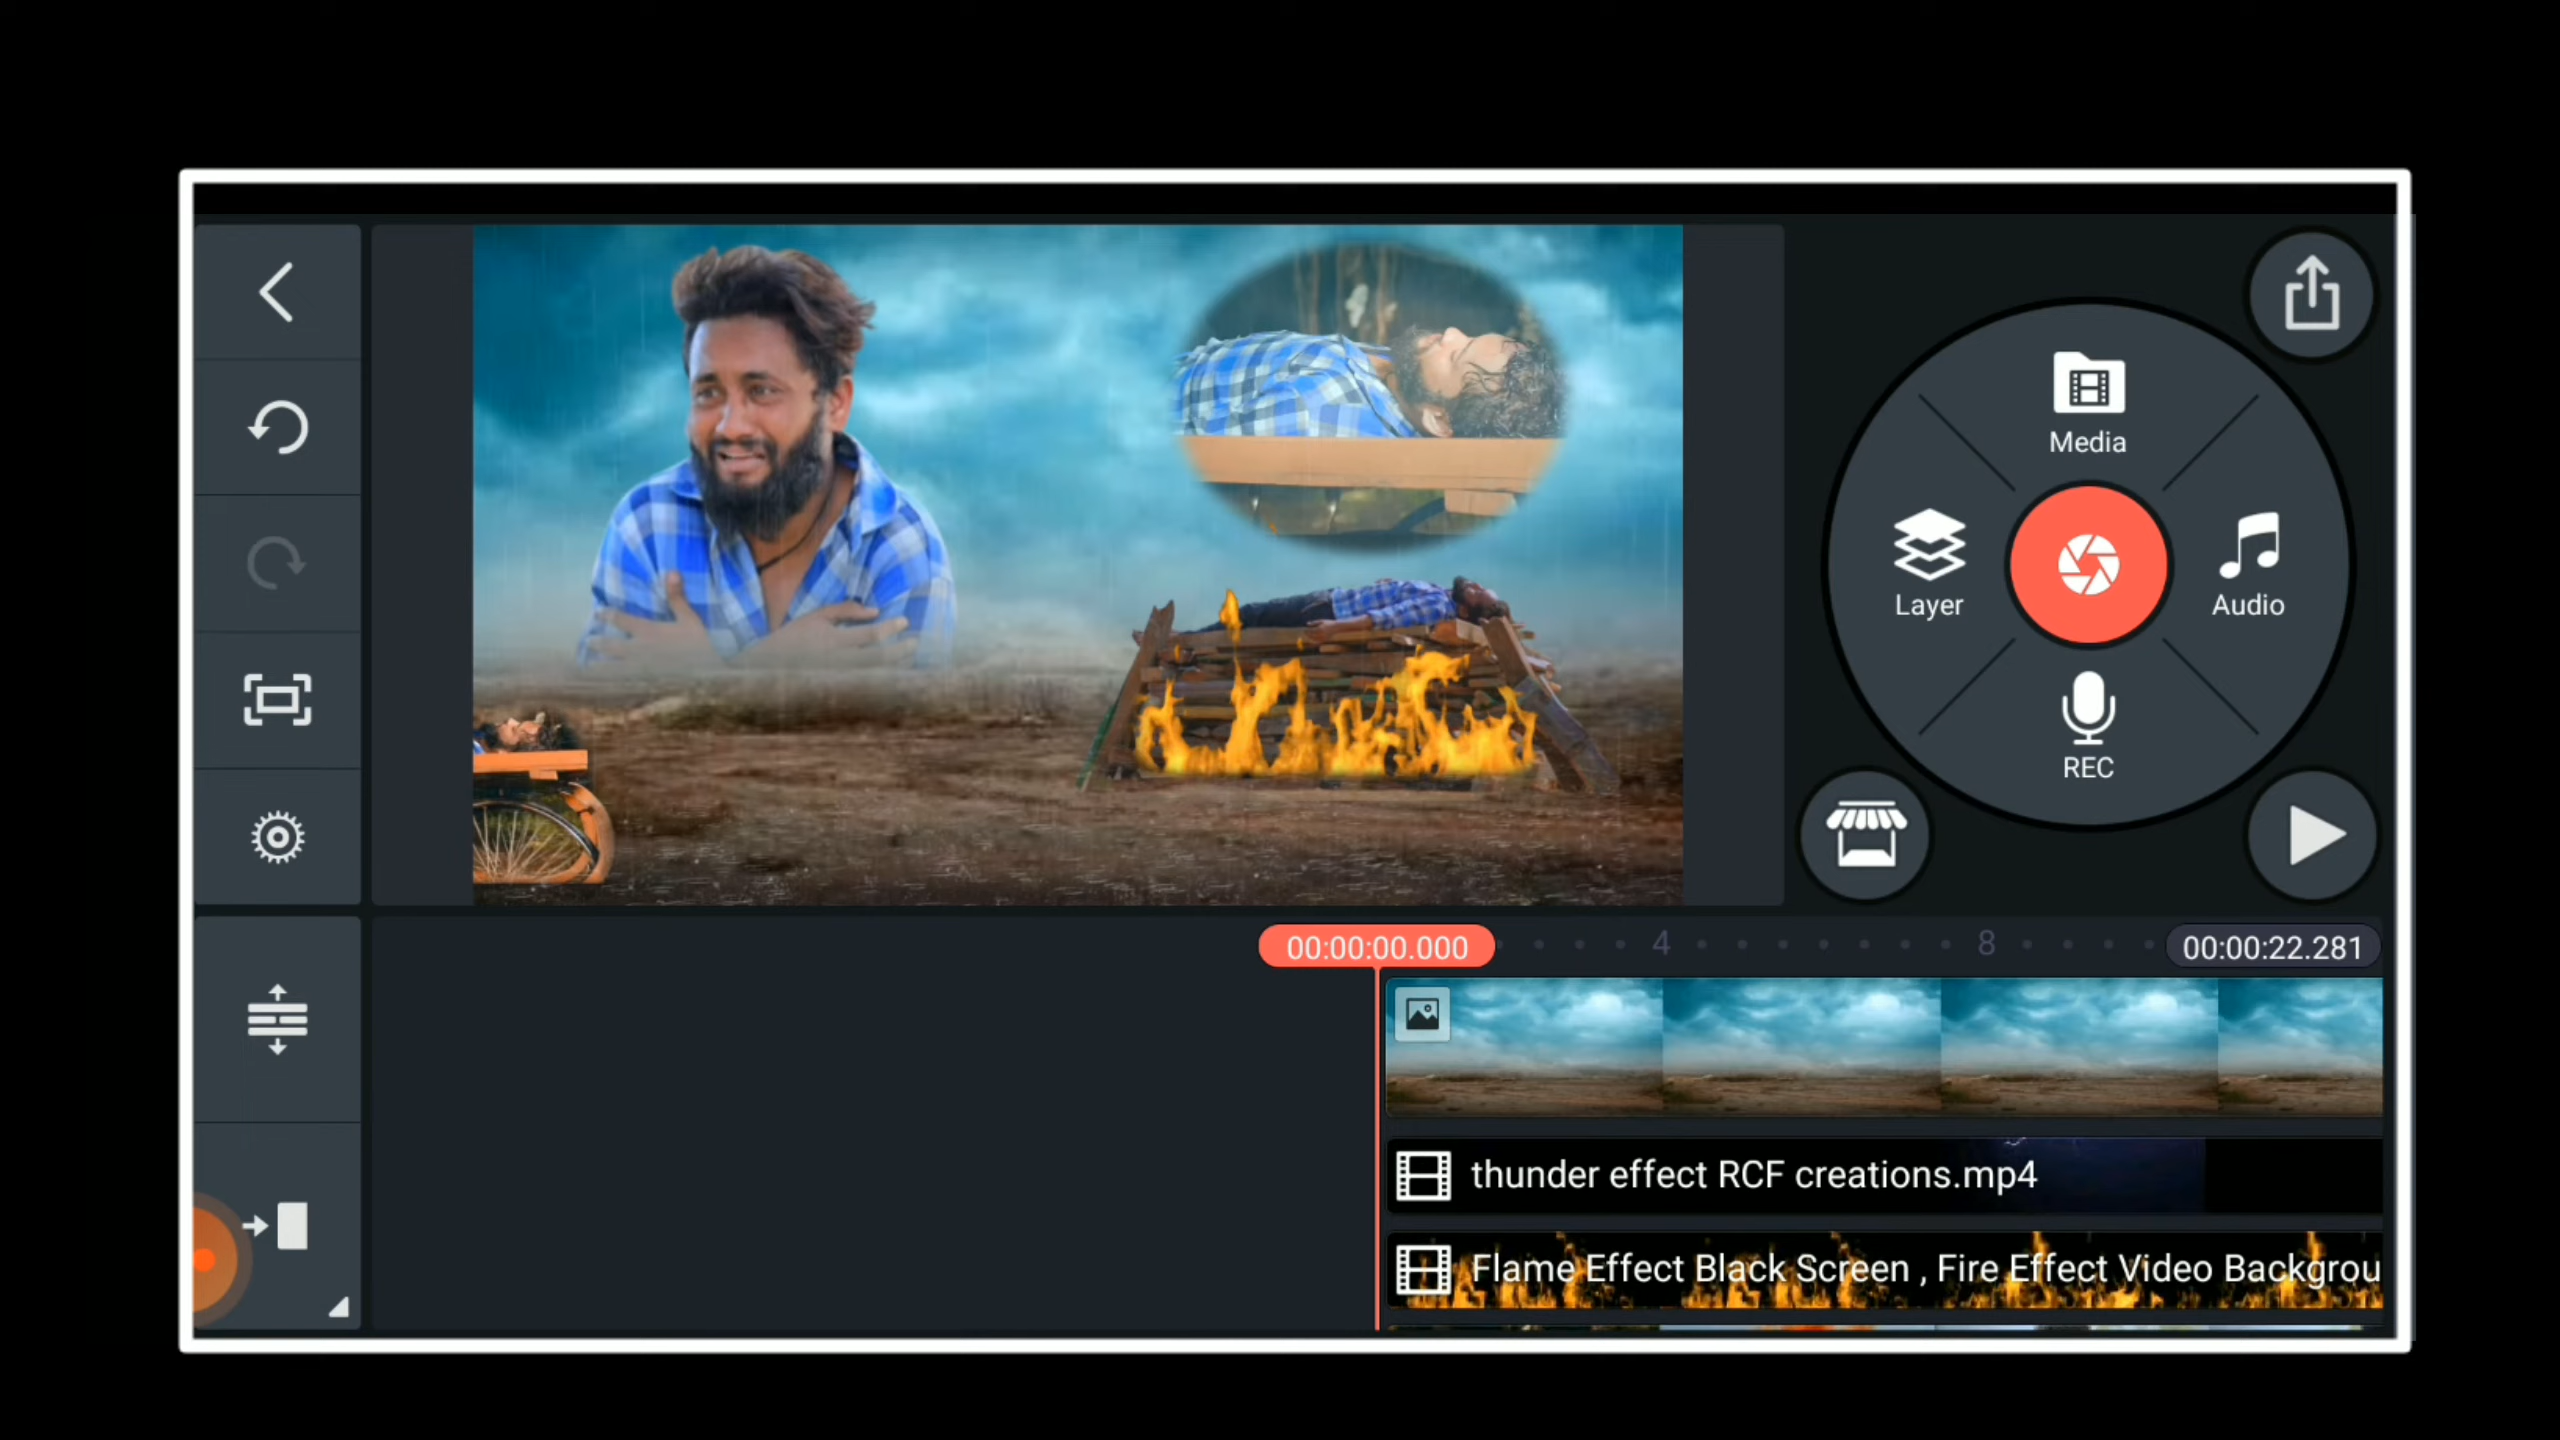 Media
Layer
Audio
REC
00:00:00.000
4
8
00:00:22.281
thunder effect RCF creations.mp4
Flame Effect Black Screen , Fire Effect Video Backgrou